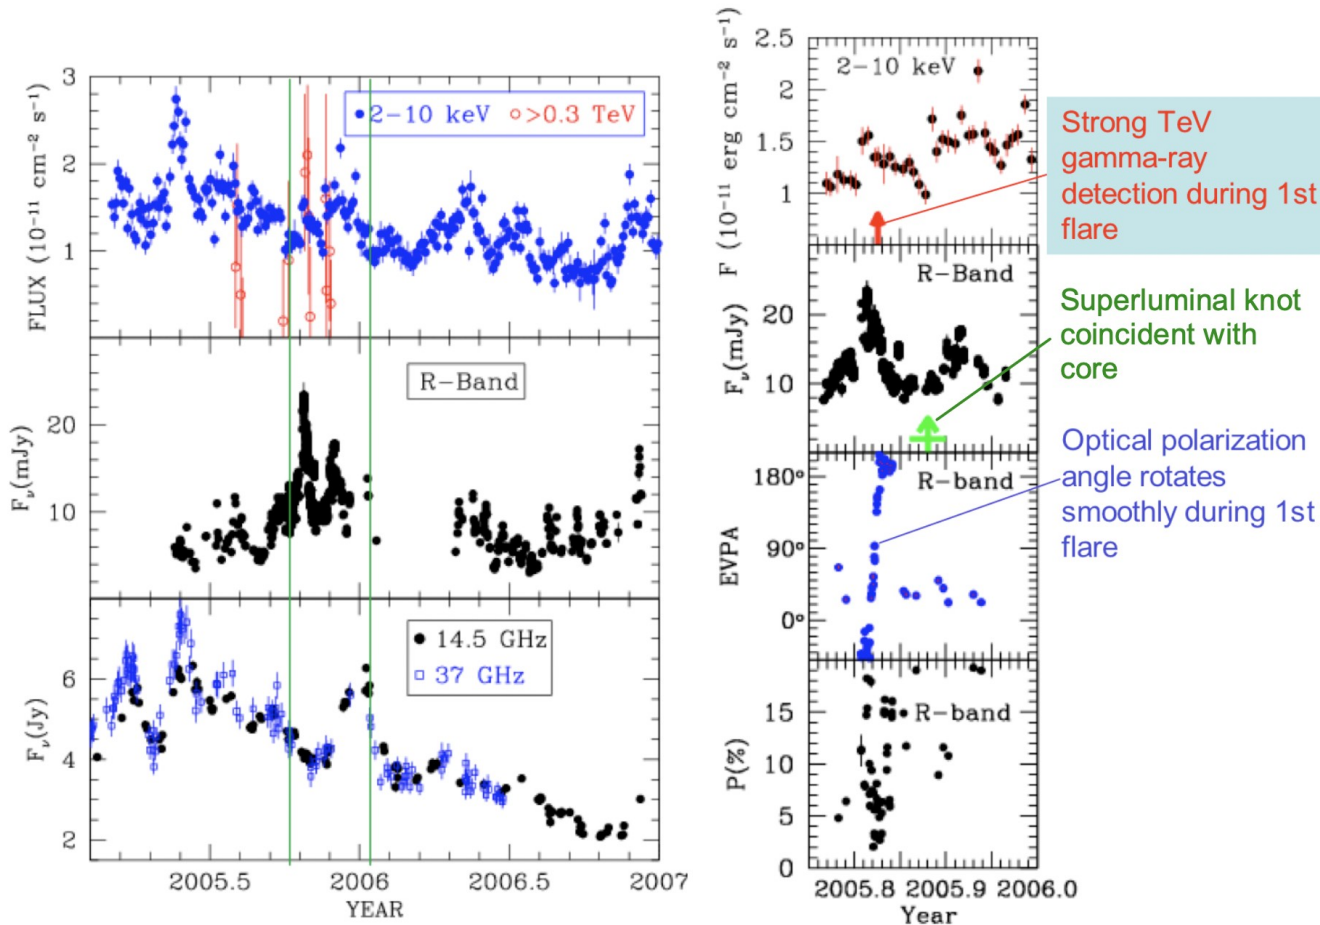 3
2
1
FLUX (10⁻¹¹ cm⁻² s⁻¹)
2-10 keV
>0.3 TeV
20
10
Fν(mJy)
R-Band
6
4
2
Fν(Jy)
14.5 GHz
37 GHz
2005.5 2006 2006.5 2007
YEAR
2.5
2
1.5
1
F (10⁻¹¹ erg cm⁻² s⁻¹)
2-10 keV
20
10
Fν(mJy)
R-Band
180°
90°
0°
EVPA
R-band
15
10
5
0
P(%)
R-band
2005.8 2005.9 2006.0
Year
Strong TeV
gamma-ray
detection during 1st
flare
Superluminal knot
coincident with
core
Optical polarization
angle rotates
smoothly during 1st
flare